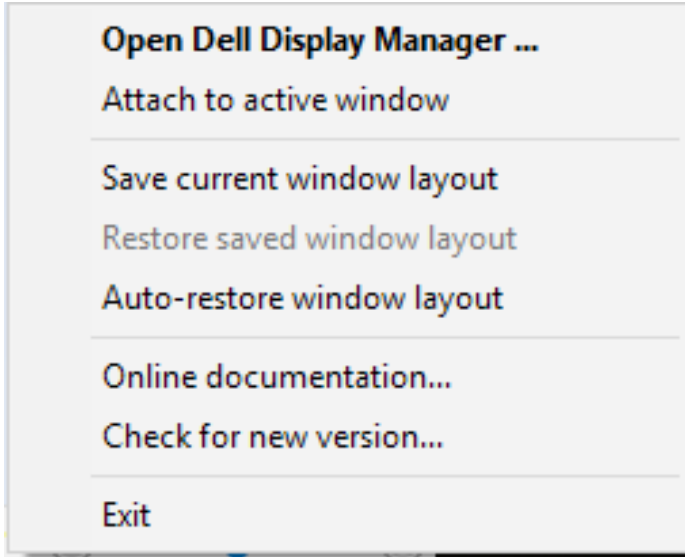 Open Dell Display Manager ...
Attach to active window
Save current window layout
Restore saved window layout
Auto-restore window layout
Online documentation...
Check for new version...
Exit